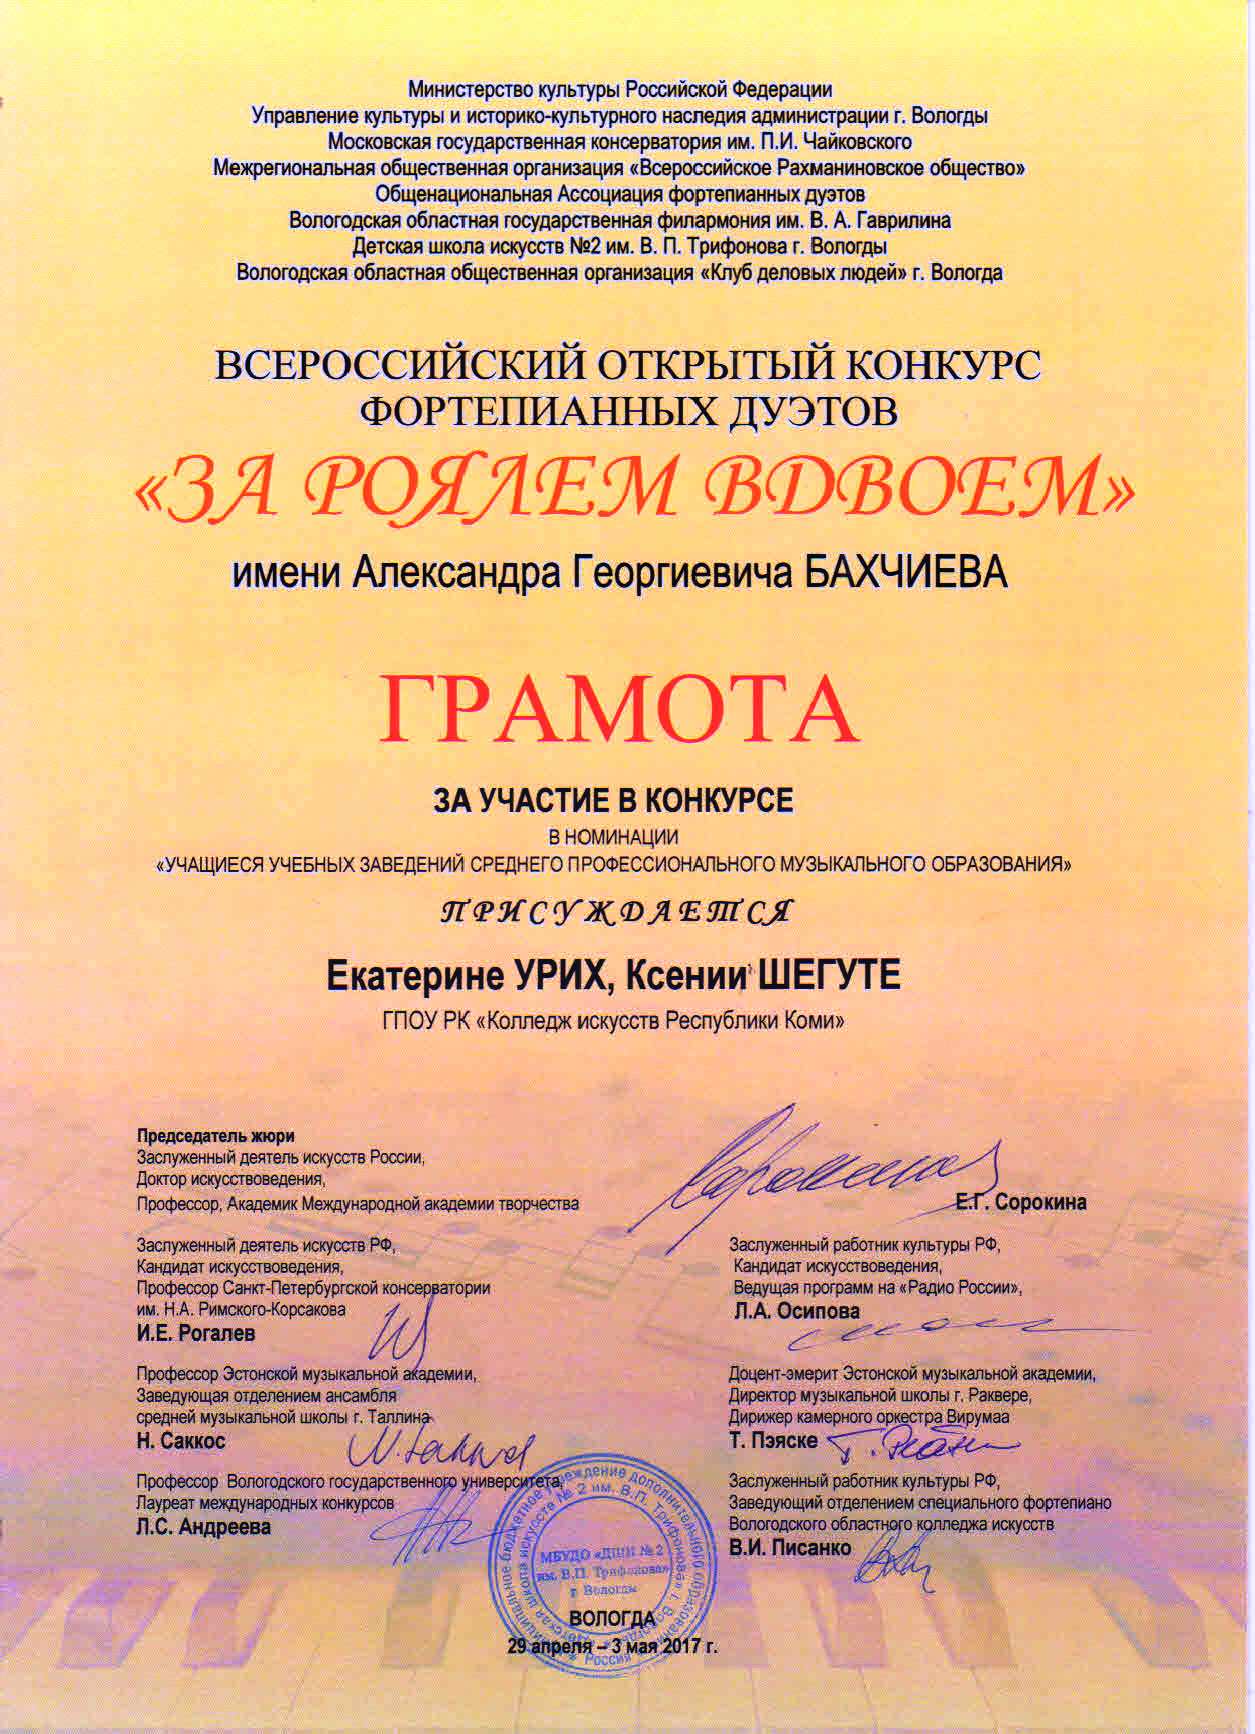 Министерство культуры Российской Федерации
Управление культуры и историко-культурного наследия администрации г. Вологды
Московская государственная консерватория им. П.И. Чайковского
Межрегиональная общественная организация «Всероссийское Рахманиновское общество»
Общенациональная Ассоциация фортепианных дуэтов
Вологодская областная государственная филармония им. В. А. Гаврилина
Детская школа искусств №2 им. В. П. Трифонова г. Вологды
Вологодская областная общественная организация «Клуб деловых людей» г. Вологда
ВСЕРОССИЙСКИЙ ОТКРЫТЫЙ КОНКУРС
ФОРТЕПИАННЫХ ДУЭТОВ
«ЗА РОЯЛЕМ ВДВОЕМ»
имени Александра Георгиевича БАХЧИЕВА
ГРАМОТА
ЗА УЧАСТИЕ В КОНКУРСЕ
В НОМИНАЦИИ
«УЧАЩИЕСЯ УЧЕБНЫХ ЗАВЕДЕНИЙ СРЕДНЕГО ПРОФЕССИОНАЛЬНОГО МУЗЫКАЛЬНОГО ОБРАЗОВАНИЯ»
ПРИСУЖДАЕТСЯ
Екатерине УРИХ, Ксении ШЕГУТЕ
ГПОУ РК «Колледж искусств Республики Коми»
Председатель жюри
Заслуженный деятель искусств России,
Доктор искусствоведения,
Профессор, Академик Международной академии творчества
Е.Г. Сорокина
Заслуженный деятель искусств РФ,
Кандидат искусствоведения,
Профессор Санкт-Петербургской консерватории
им. Н.А. Римского-Корсакова
И.Е. Рогалев
Заслуженный работник культуры РФ,
Кандидат искусствоведения,
Ведущая программ на «Радио России»,
Л.А. Осипова
Профессор Эстонской музыкальной академии,
Заведующая отделением ансамбля
средней музыкальной школы г. Таллина
Н. Саккос
Доцент-эмерит Эстонской музыкальной академии,
Директор музыкальной школы г. Раквере,
Дирижер камерного оркестра Вирумаа
Т. Пэяске
Профессор Вологодского государственного университета,
Лауреат международных конкурсов
Л.С. Андреева
Заслуженный работник культуры РФ,
Заведующий отделением специального фортепиано
Вологодского областного колледжа искусств
В.И. Писанко
МБУДО «ДШИ №2
им. В.П. Трифонова»
г. Вологды
ВОЛОГДА
29 апреля – 3 мая 2017 г.